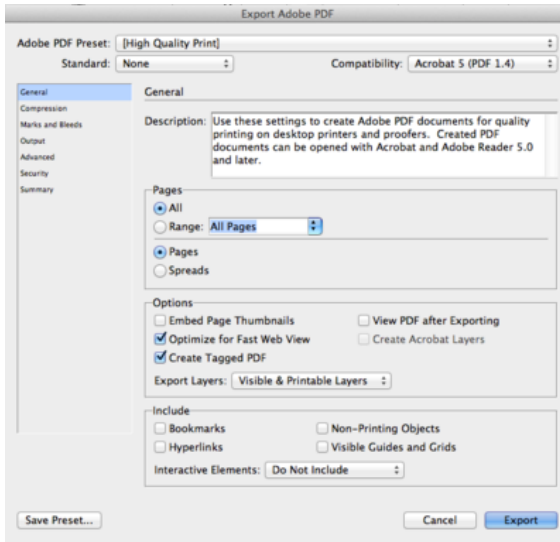 Export Adobe PDF
Adobe PDF Preset: [High Quality Print]
Standard: None Compatibility: Acrobat 5 (PDF 1.4)
General
Compression
Marks and Bleeds
Output
Advanced
Security
Summary
General
Description: Use these settings to create Adobe PDF documents for quality
printing on desktop printers and proofers. Created PDF
documents can be opened with Acrobat and Adobe Reader 5.0
and later.
Pages
All
Range: All Pages
Pages
Spreads
Options
Embed Page Thumbnails View PDF after Exporting
Optimize for Fast Web View Create Acrobat Layers
Create Tagged PDF
Export Layers: Visible & Printable Layers
Include
Bookmarks Non-Printing Objects
Hyperlinks Visible Guides and Grids
Interactive Elements: Do Not Include
Save Preset... Cancel Export